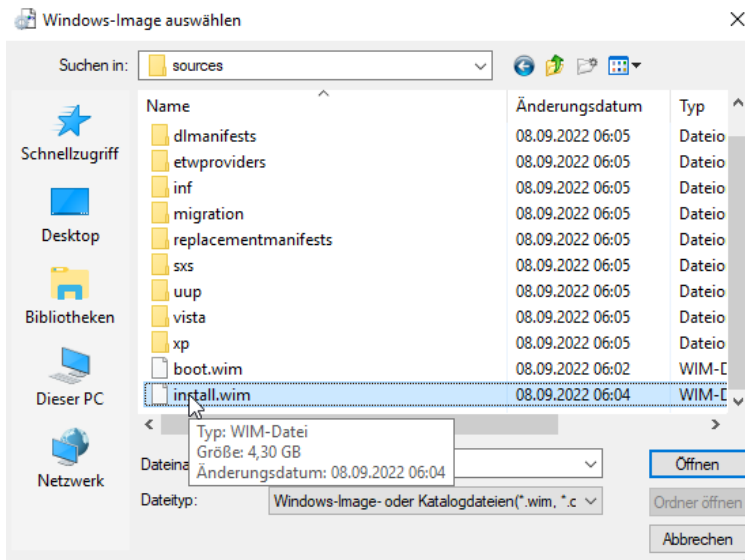 Windows-Image auswählen
Suchen in: sources
Name Änderungsdatum Typ
dlmanifests 08.09.2022 06:05 Dateio
etwproviders 08.09.2022 06:05 Dateio
inf 08.09.2022 06:05 Dateio
migration 08.09.2022 06:05 Dateio
replacementmanifests 08.09.2022 06:05 Dateio
sxs 08.09.2022 06:05 Dateio
uup 08.09.2022 06:05 Dateio
vista 08.09.2022 06:05 Dateio
xp 08.09.2022 06:05 Dateio
boot.wim 08.09.2022 06:02 WIM-D
install.wim 08.09.2022 06:04 WIM-D
Schnellzugriff
Desktop
Bibliotheken
Dieser PC
Netzwerk
Typ: WIM-Datei
Größe: 4,30 GB
Änderungsdatum: 08.09.2022 06:04
Dateina Öffnen
Dateityp: Windows-Image- oder Katalogdateien(*.wim, *.c Ordner öffnen
Abbrechen